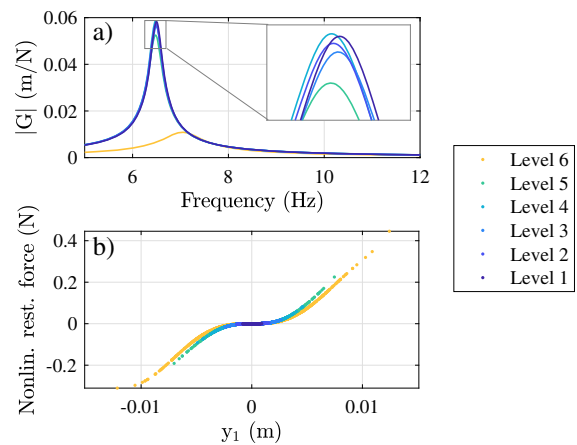 a)
|G| (m/N)
0.06
0.04
0.02
0
6
8
10
12
Frequency (Hz)
b)
Nonlin. rest. force (N)
0.4
0.2
0
-0.2
-0.01
0
0.01
y₁ (m)
Level 6
Level 5
Level 4
Level 3
Level 2
Level 1